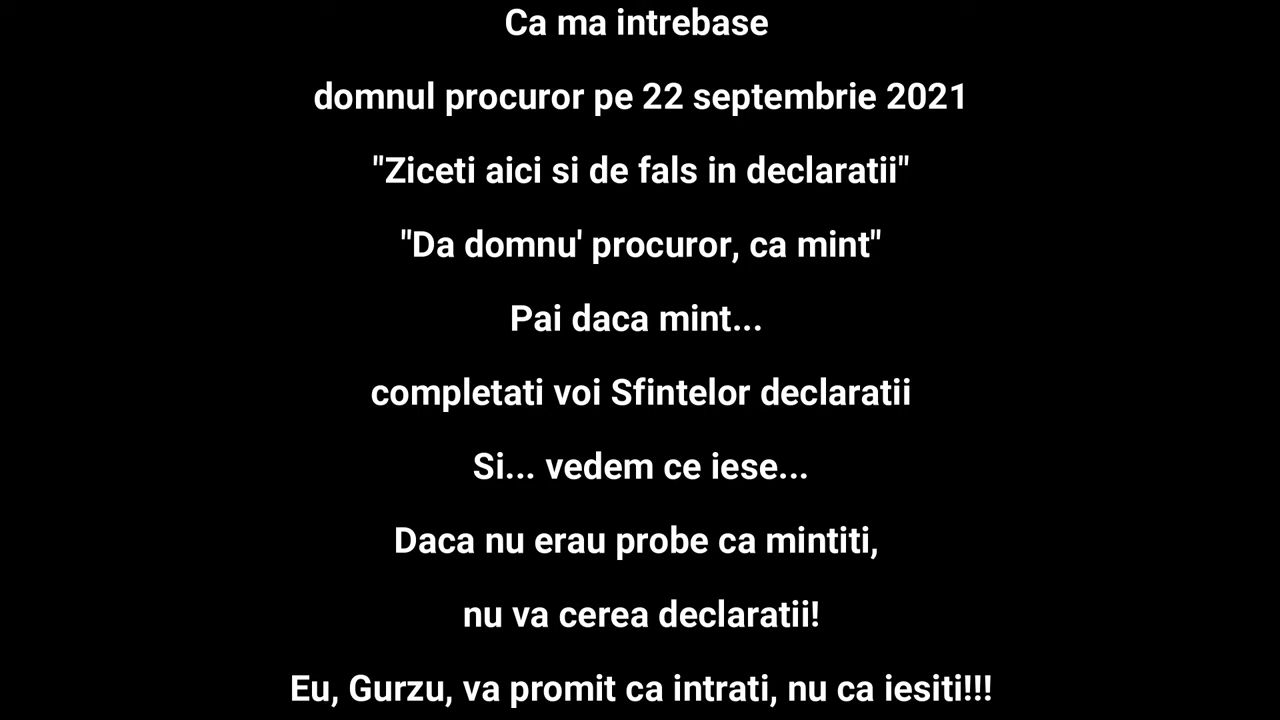 Ca ma intrebase
domnul procuror pe 22 septembrie 2021
"Ziceti aici si de fals in declaratii"
"Da domnu' procuror, ca mint"
Pai daca mint...
completati voi Sfintelor declaratii
Si... vedem ce iese...
Daca nu erau probe ca mintiti,
nu va cerea declaratii!
Eu, Gurzu, va promit ca intrati, nu ca iesiti!!!